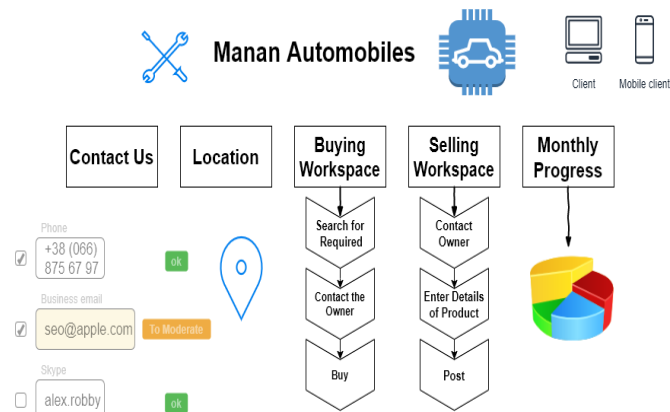 Manan Automobiles
Client
Mobile client
Contact Us
Location
Buying
Workspace
Selling
Workspace
Monthly
Progress
Phone
+38 (066)
875 67 97
ok
Business email
seo@apple.com
To Moderate
Skype
alex.robby
ok
Search for
Required
Contact the
Owner
Buy
Contact
Owner
Enter Details
of Product
Post